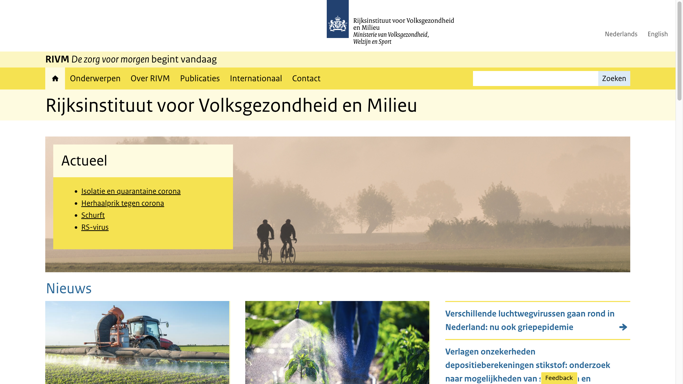 Rijksinstituut voor Volksgezondheid
en Milieu
Ministerie van Volksgezondheid,
Welzijn en Sport
Nederlands English
RIVM De zorg voor morgen begint vandaag
Onderwerpen Over RIVM Publicaties Internationaal Contact Zoeken
Rijksinstituut voor Volksgezondheid en Milieu
Actueel
Isolatie en quarantaine corona
Herhaalprik tegen corona
Schurft
RS-virus
Nieuws
Verschillende luchtwegvirussen gaan rond in
Nederland: nu ook griepepidemie
Verlagen onzekerheden
depositieberekeningen stikstof: onderzoek
naar mogelijkheden van en
Feedback